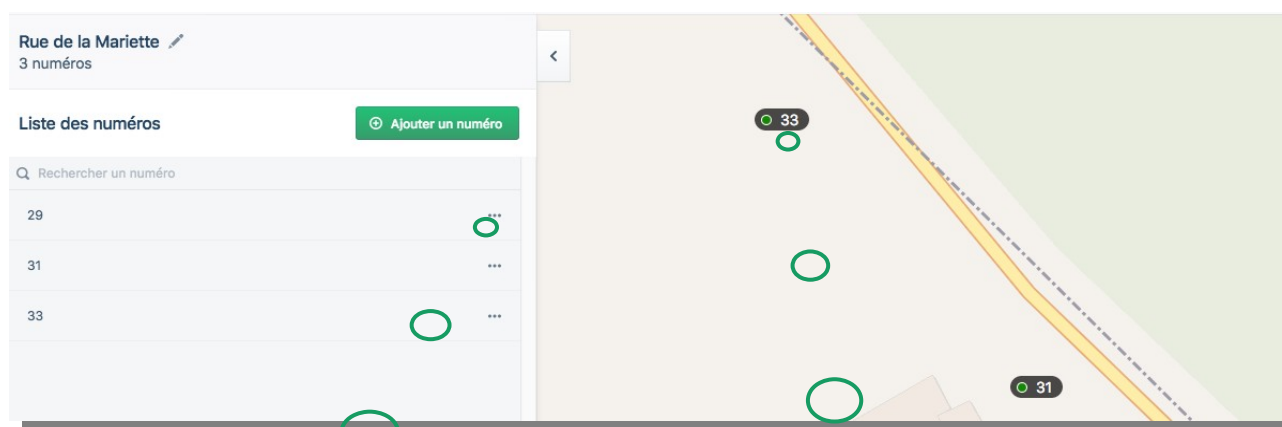 Rue de la Mariette
3 numéros
Liste des numéros
Ajouter un numéro
Rechercher un numéro
29
31
33
33
31